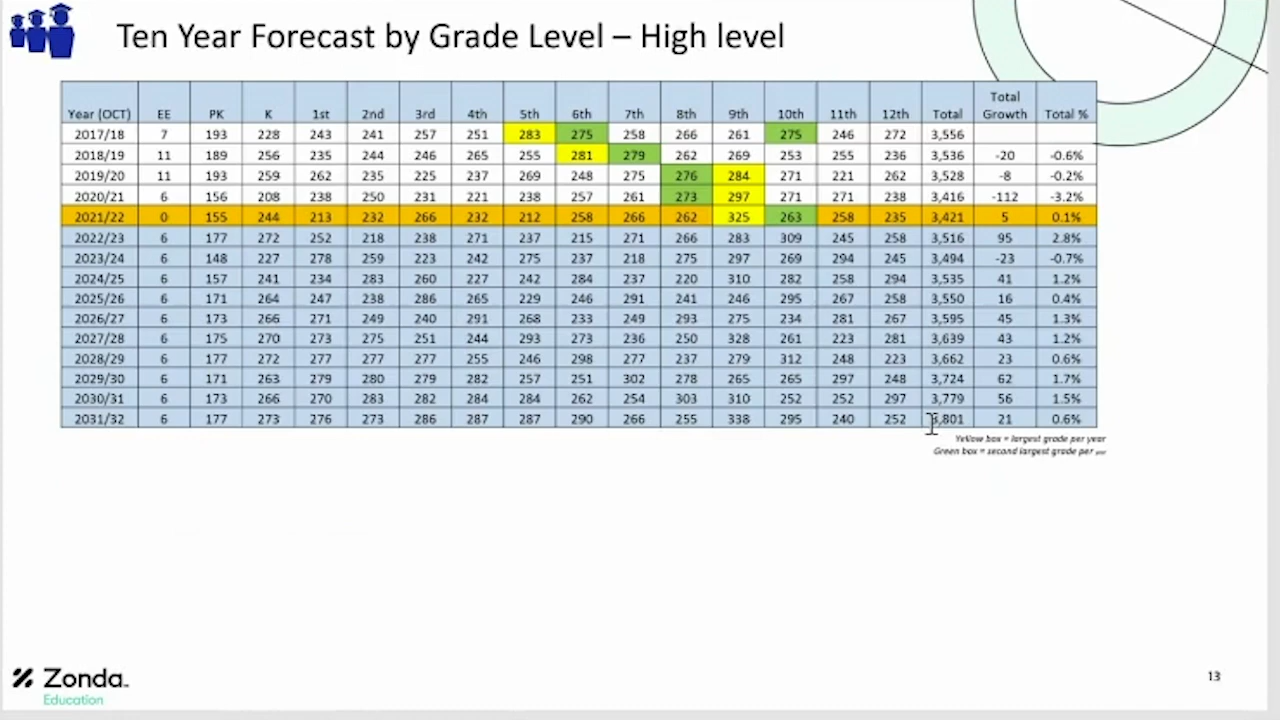 Ten Year Forecast by Grade Level – High level
Year (OCT) EE PK K 1st 2nd 3rd 4th 5th 6th 7th 8th 9th 10th 11th 12th Total Total Growth Total %
2017/18 7 193 228 243 241 257 251 283 275 258 266 261 275 246 272 3,556
2018/19 11 189 256 235 244 246 265 255 281 279 262 269 253 255 236 3,536 -20 -0.6%
2019/20 11 193 259 262 235 225 237 269 248 275 276 284 271 221 262 3,528 -8 -0.2%
2020/21 6 156 208 238 250 231 221 238 257 261 273 297 271 271 238 3,416 -112 -3.2%
2021/22 0 155 244 213 232 266 232 212 258 266 262 325 263 258 235 3,421 5 0.1%
2022/23 6 177 272 252 218 238 271 237 215 271 266 283 309 245 258 3,516 95 2.8%
2023/24 6 148 227 278 259 223 242 275 237 218 275 297 269 294 245 3,494 -23 -0.7%
2024/25 6 157 241 234 283 260 227 242 284 237 220 310 282 258 294 3,535 41 1.2%
2025/26 6 171 264 247 238 286 265 229 246 291 241 246 295 267 258 3,550 16 0.4%
2026/27 6 173 266 271 249 240 291 268 233 249 293 275 234 281 267 3,595 45 1.3%
2027/28 6 175 270 273 275 251 244 293 273 236 250 328 261 223 281 3,639 43 1.2%
2028/29 6 177 272 277 277 277 255 246 298 277 237 279 312 248 223 3,662 23 0.6%
2029/30 6 171 263 279 280 279 282 257 251 302 278 265 265 297 248 3,724 62 1.7%
2030/31 6 173 266 270 283 282 284 284 262 254 303 310 252 252 297 3,779 56 1.5%
2031/32 6 177 273 276 273 286 287 287 290 266 255 338 295 240 252 3,801 21 0.6%
Yellow box = largest grade per year
Green box = second largest grade per year
Zonda
Education
13